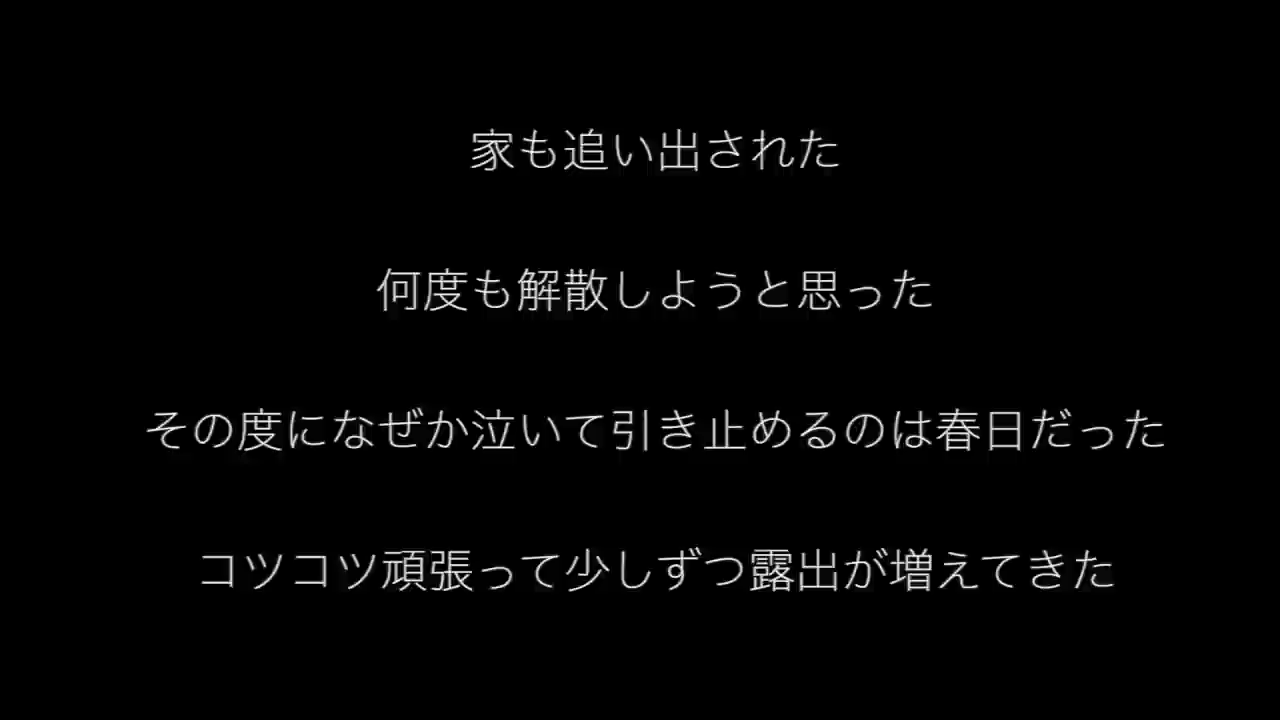 家も追い出された
何度も解散しようと思った
その度になぜか泣いて引き止めるのは春日だった
コツコツ頑張って少しずつ露出が増えてきた